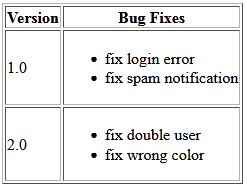 Version Bug Fixes
1.0
• fix login error
• fix spam notification
2.0
• fix double user
• fix wrong color